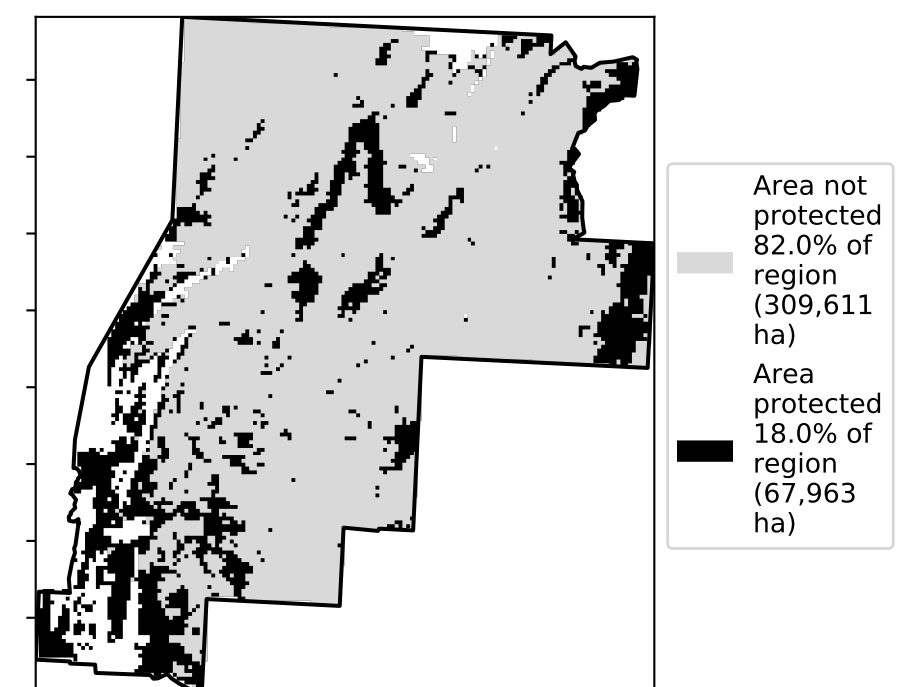 Area not
protected
82.0% of
region
(309,611
ha)
Area
protected
18.0% of
region
(67,963
ha)